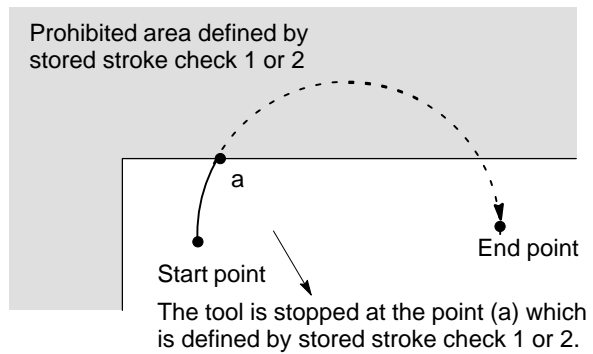 Prohibited area defined by
stored stroke check 1 or 2
a
End point
Start point
The tool is stopped at the point (a) which
is defined by stored stroke check 1 or 2.